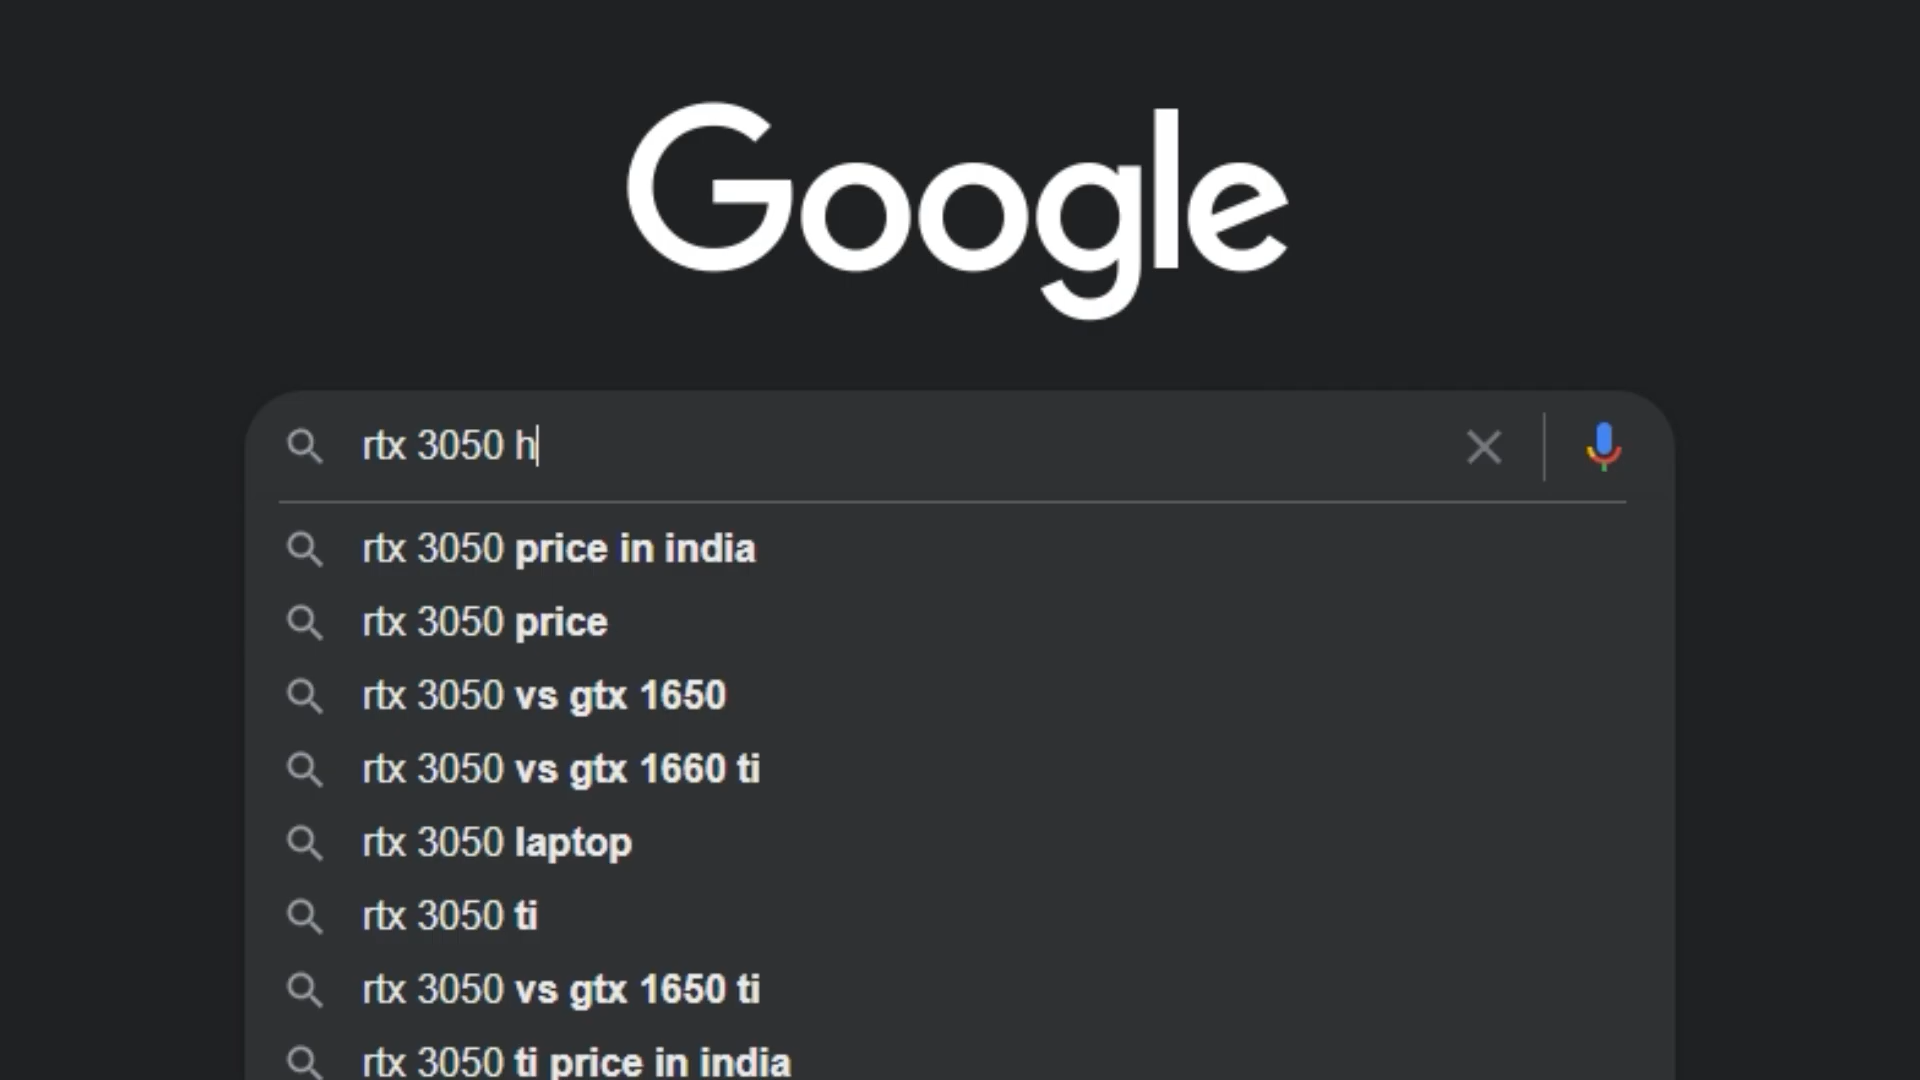 Google
rtx 3050 h
rtx 3050 price in india
rtx 3050 price
rtx 3050 vs gtx 1650
rtx 3050 vs gtx 1660 ti
rtx 3050 laptop
rtx 3050 ti
rtx 3050 vs gtx 1650 ti
rtx 3050 ti price in india